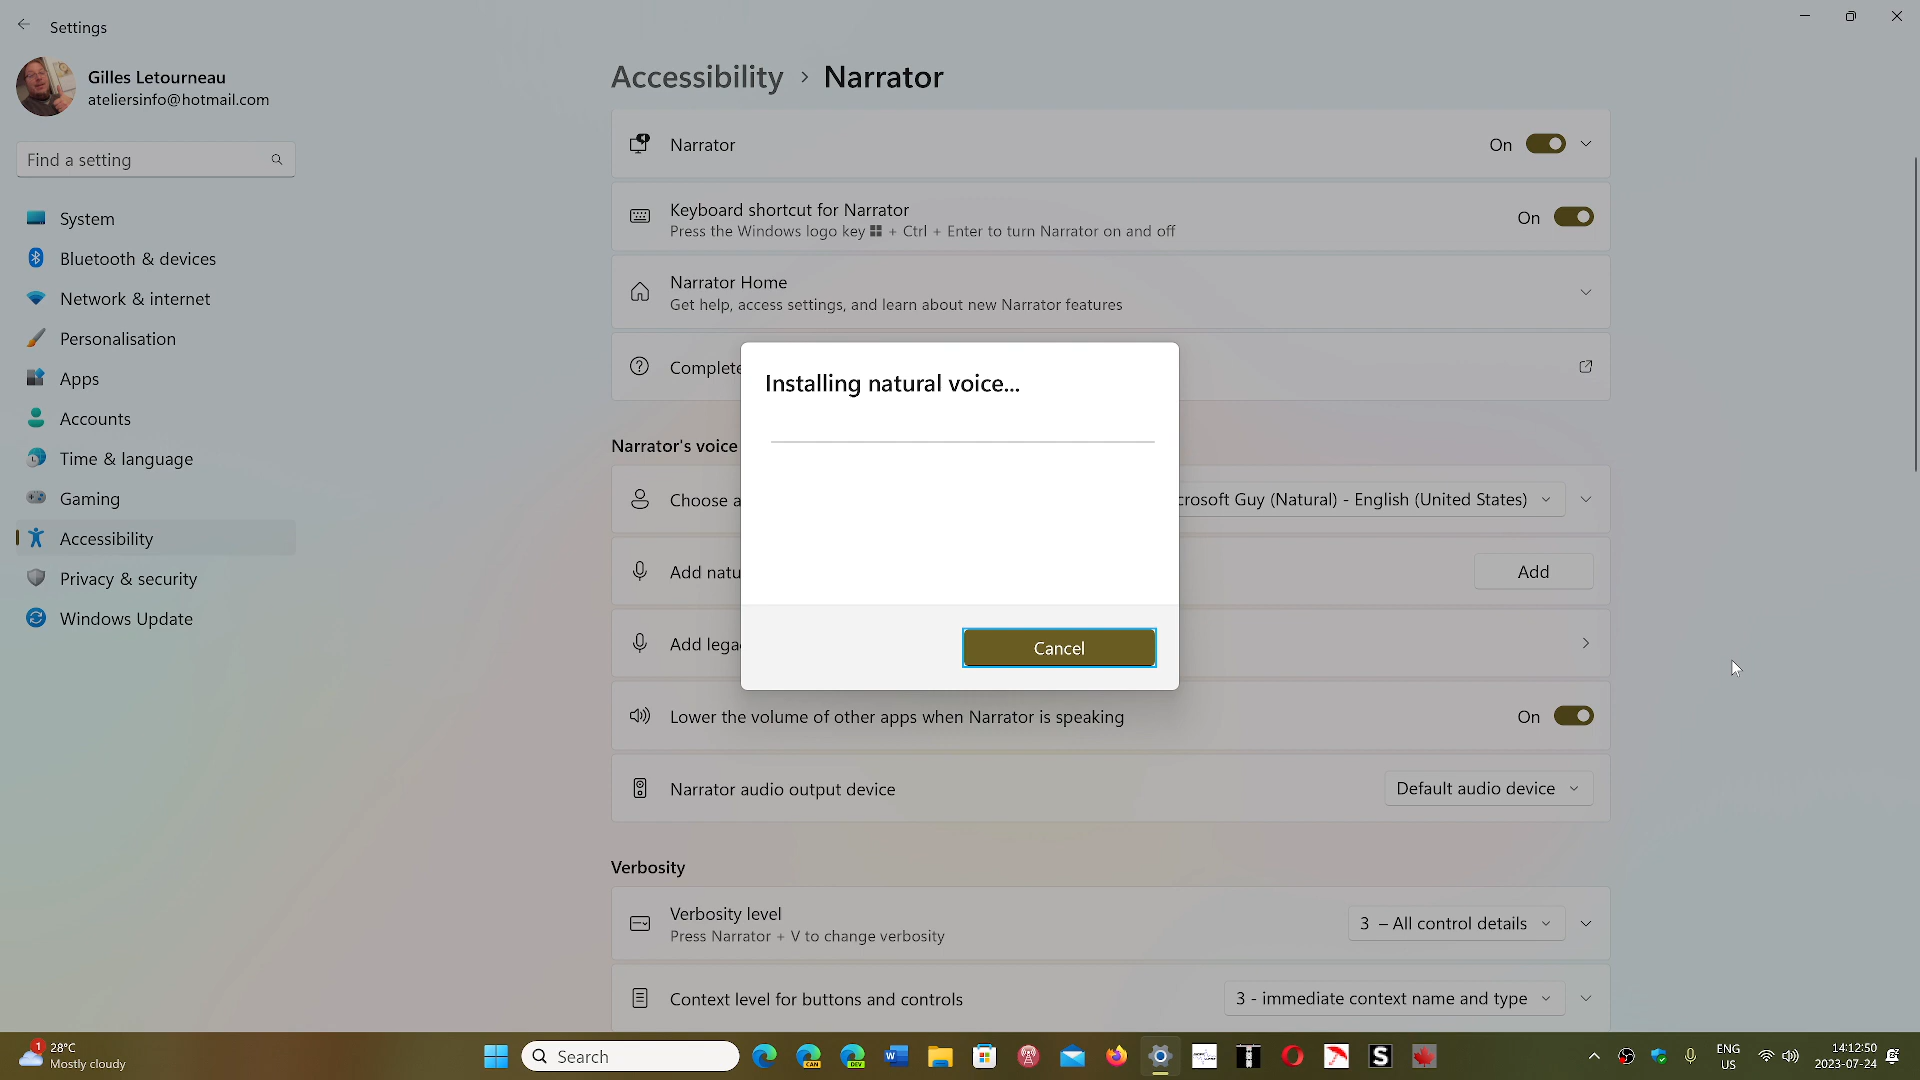 Settings
Gilles Letourneau
ateliersinfo@hotmail.com
Find a setting
System
Bluetooth & devices
Network & internet
Personalisation
Apps
Accounts
Time & language
Gaming
Accessibility
Privacy & security
Windows Update
Accessibility › Narrator
Narrator
On
Keyboard shortcut for Narrator
Press the Windows logo key + Ctrl + Enter to turn Narrator on and off
On
Narrator Home
Get help, access settings, and learn about new Narrator features
Complete
Installing natural voice...
Cancel
Narrator's voice
Choose a
crosoft Guy (Natural) - English (United States)
Add natu
Add
Add lega
Lower the volume of other apps when Narrator is speaking
On
Narrator audio output device
Default audio device
Verbosity
Verbosity level
Press Narrator + V to change verbosity
3 – All control details
Context level for buttons and controls
3 - immediate context name and type
1
28°C
Mostly cloudy
Search
CAN
DEV
W
S
ENG
US
14:12:50
2023-07-24